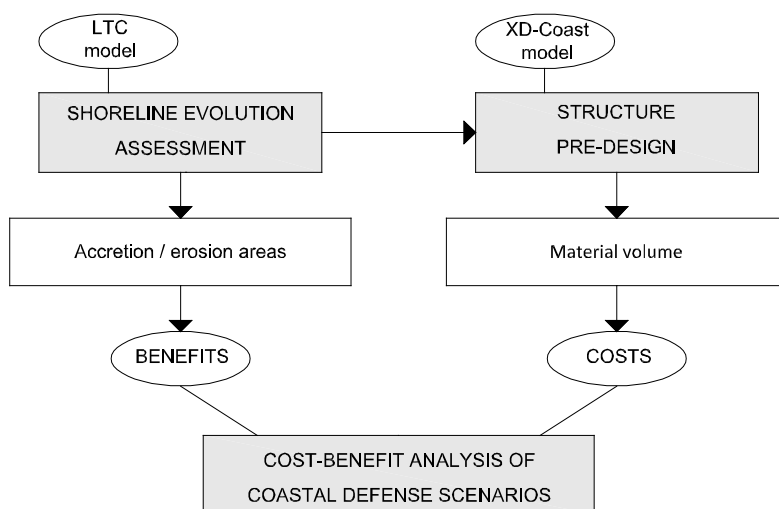 LTC
model
XD-Coast
model
SHORELINE EVOLUTION
ASSESSMENT
STRUCTURE
PRE-DESIGN
Accretion / erosion areas
Material volume
BENEFITS
COSTS
COST-BENEFIT ANALYSIS OF
COASTAL DEFENSE SCENARIOS